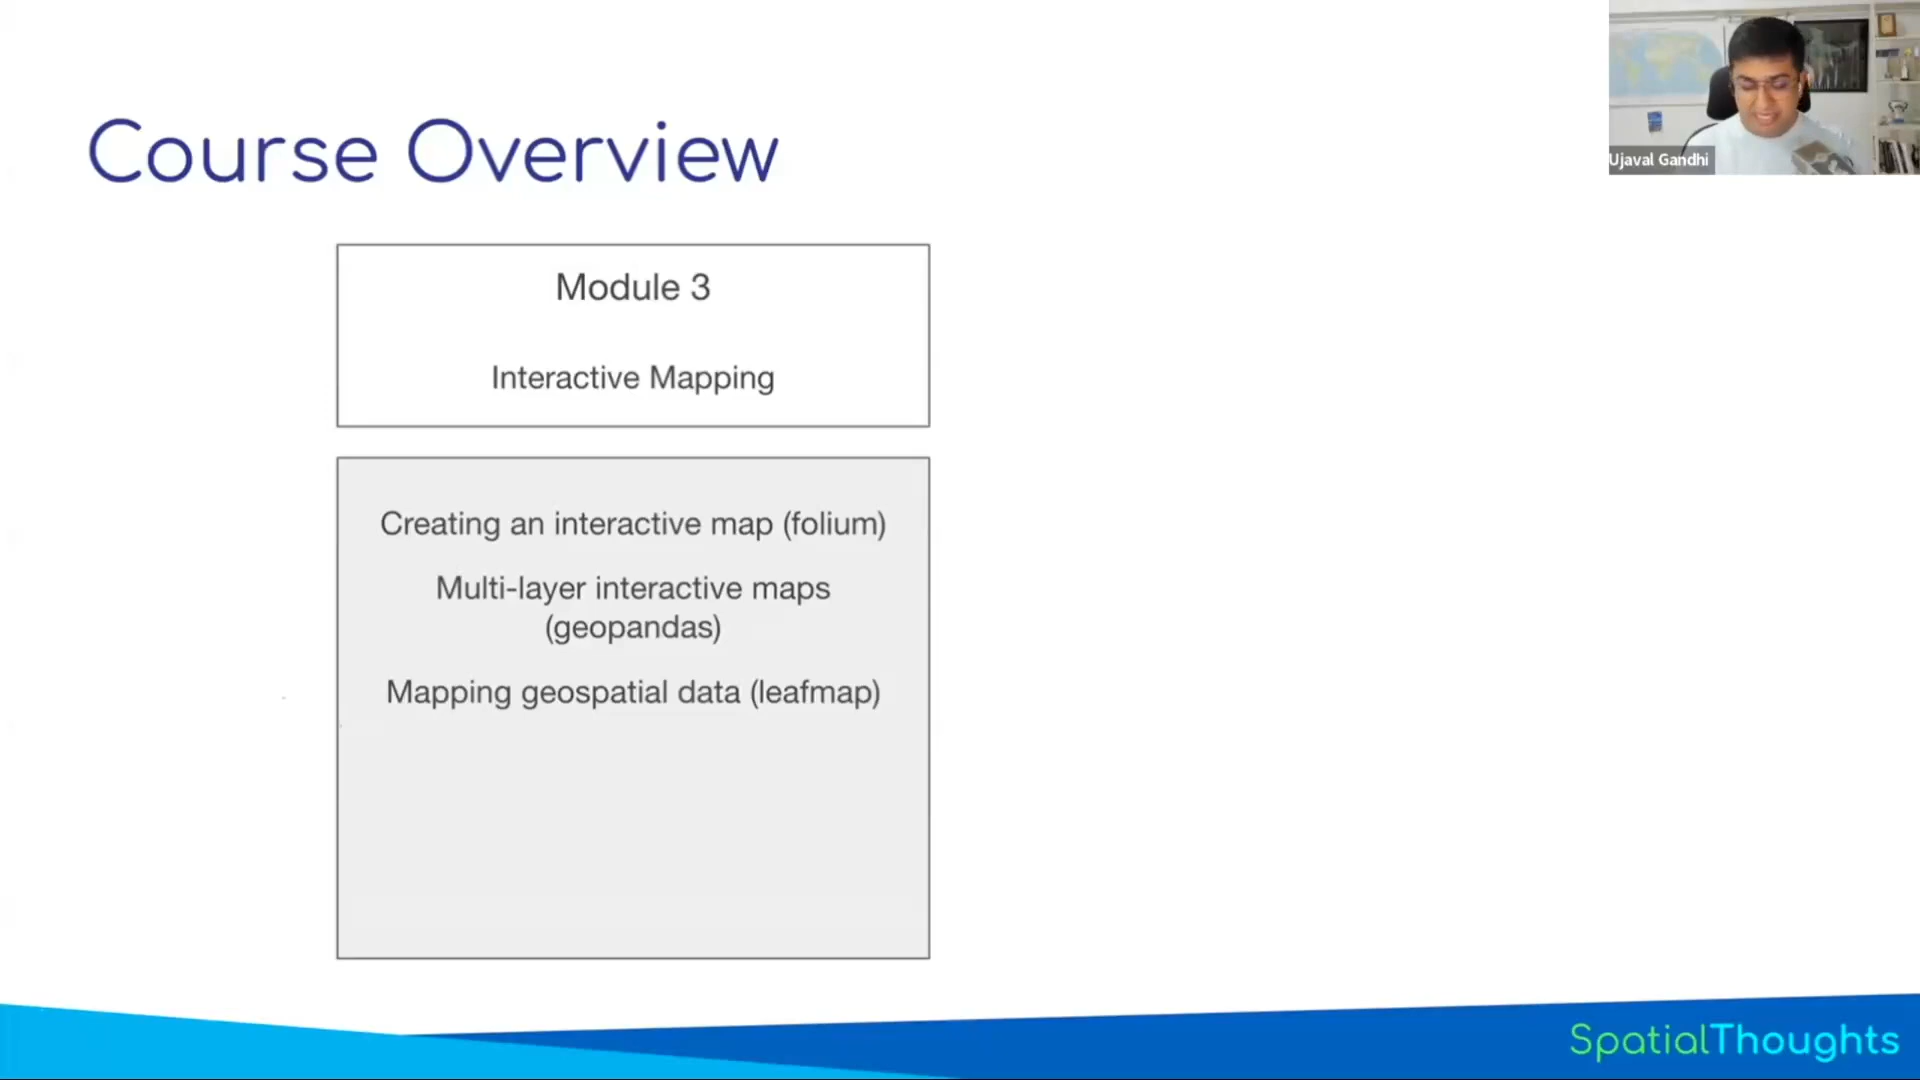 Course Overview
Ujaval Gandhi
Module 3
Interactive Mapping
Creating an interactive map (folium)
Multi-layer interactive maps
(geopandas)
Mapping geospatial data (leafmap)
SpatialThoughts